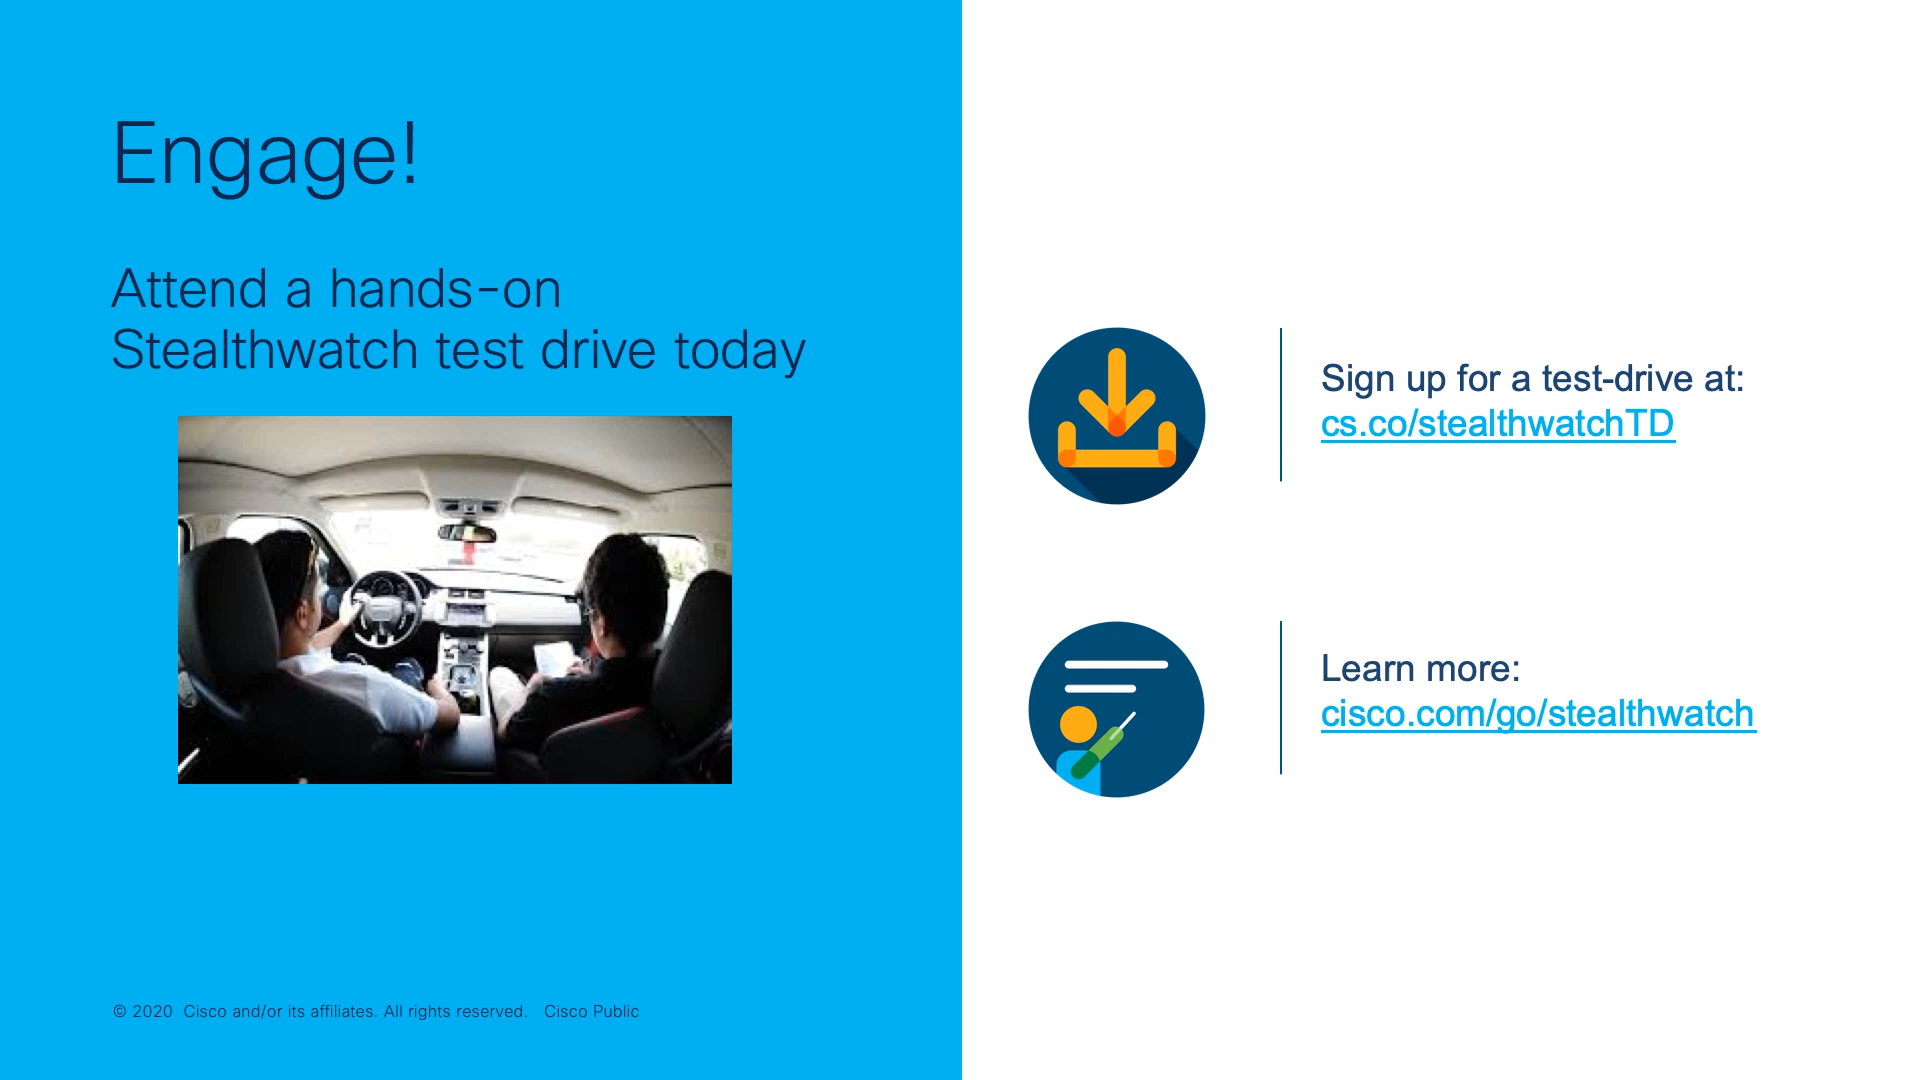 Engage!
Attend a hands-on
Stealthwatch test drive today
© 2020 Cisco and/or its affiliates. All rights reserved. Cisco Public
Sign up for a test-drive at:
cs.co/stealthwatchTD
Learn more:
cisco.com/go/stealthwatch